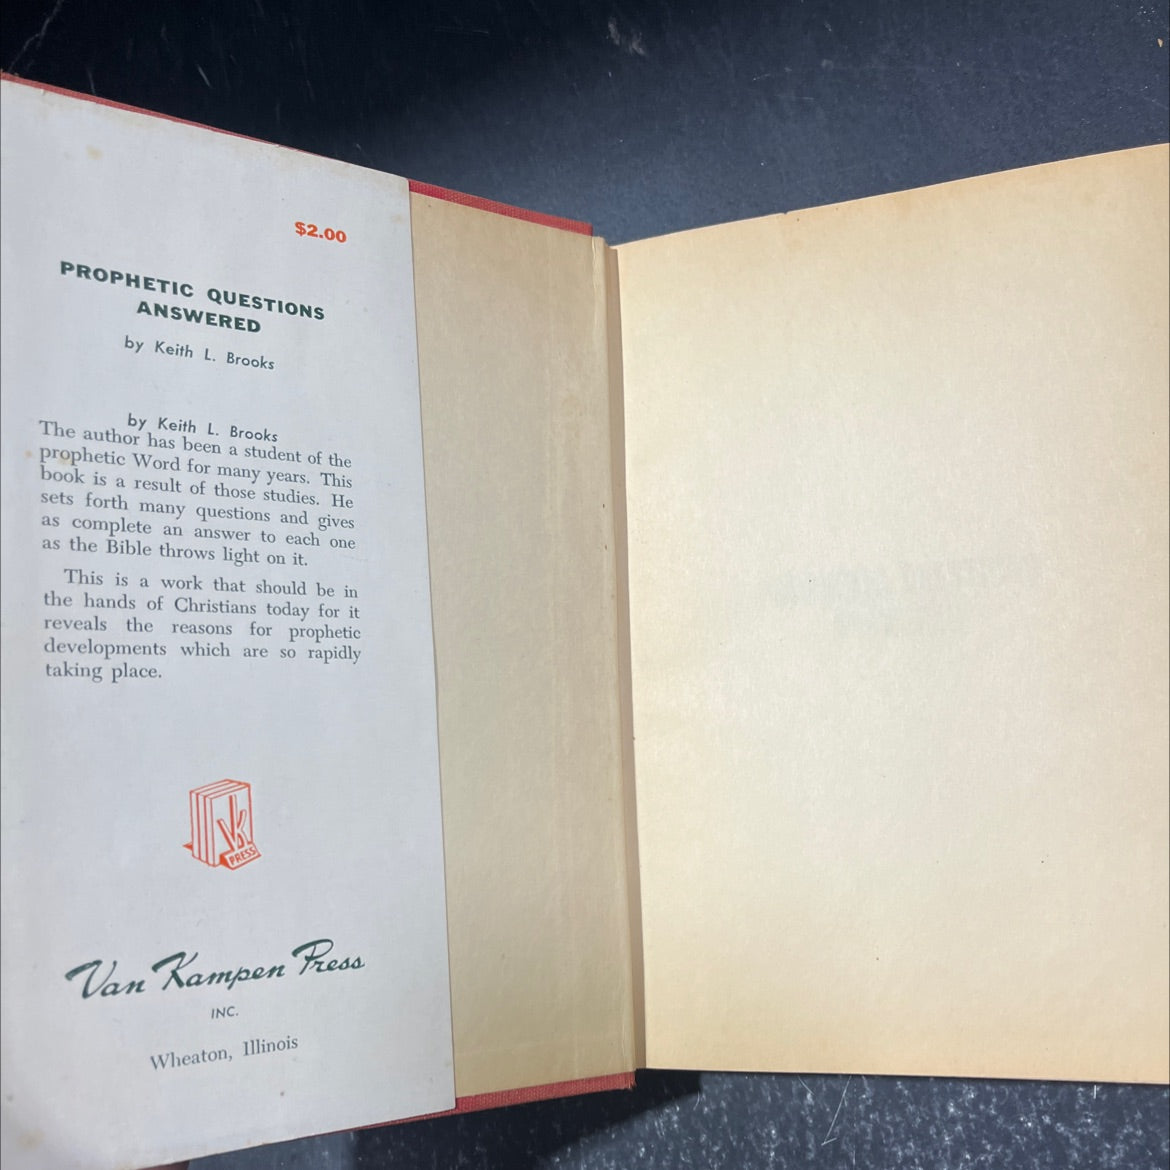 $2.00
PROPHETIC QUESTIONS
ANSWERED
by Keith L. Brooks
by Keith L. Brooks
The author has been a student of the
prophetic Word for many years. This
book is a result of those studies. He
sets forth many questions and gives
as complete an answer to each one
as the Bible throws light on it.
This is a work that should be in
the hands of Christians today for it
reveals the reasons for prophetic
developments which are so rapidly
taking place.
VK
PRESS
Van Kampen Press
INC.
Wheaton, Illinois